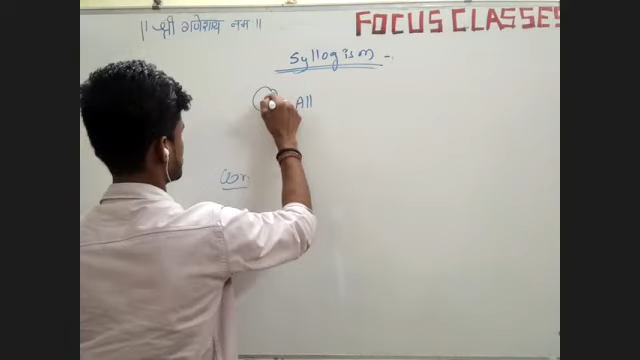 ॥ श्री गणेशाय नमः ॥
FOCUS CLASSES
Syllogism -
All
Con